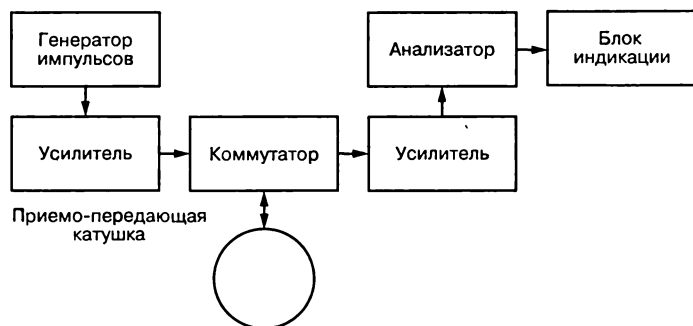 Генератор
импульсов
Анализатор
Блок
индикации
Усилитель
Коммутатор
Усилитель
Приемо-передающая
катушка